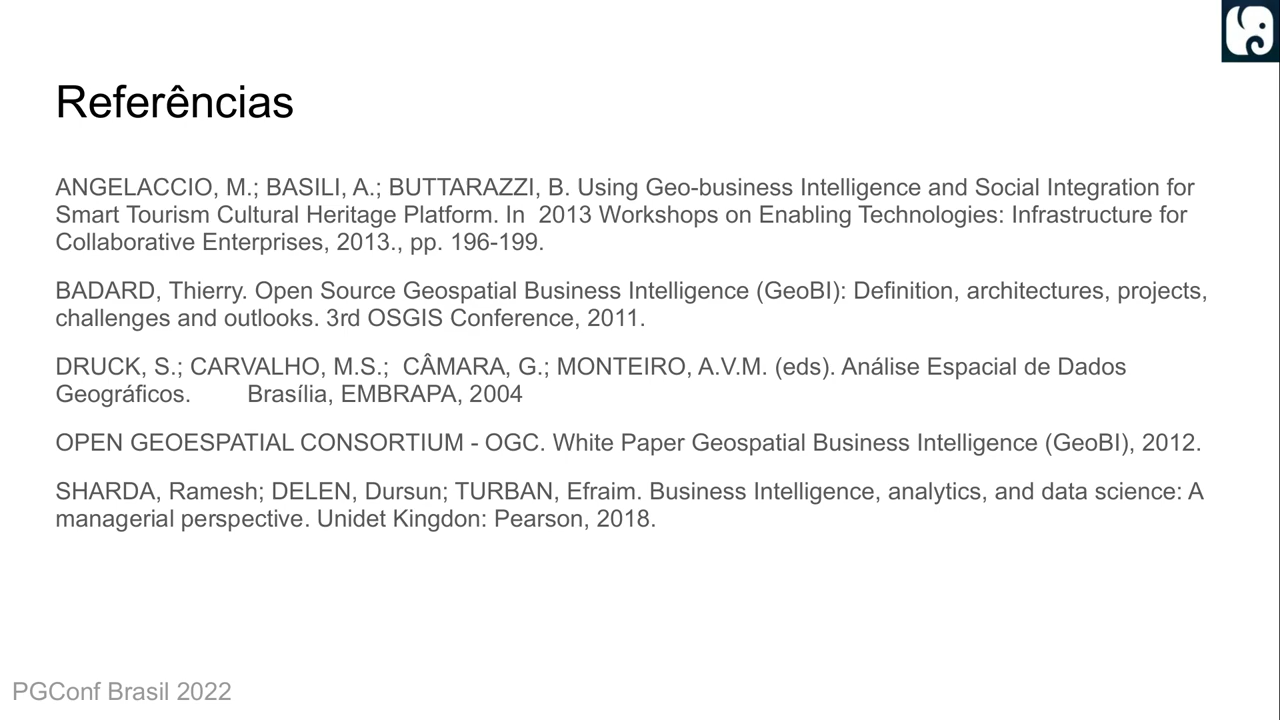 Referências
ANGELACCIO, M.; BASILI, A.; BUTTARAZZI, B. Using Geo-business Intelligence and Social Integration for
Smart Tourism Cultural Heritage Platform. In  2013 Workshops on Enabling Technologies: Infrastructure for
Collaborative Enterprises, 2013., pp. 196-199.
BADARD, Thierry. Open Source Geospatial Business Intelligence (GeoBI): Definition, architectures, projects,
challenges and outlooks. 3rd OSGIS Conference, 2011.
DRUCK, S.; CARVALHO, M.S.;  CÂMARA, G.; MONTEIRO, A.V.M. (eds). Análise Espacial de Dados
Geográficos.        Brasília, EMBRAPA, 2004
OPEN GEOESPATIAL CONSORTIUM - OGC. White Paper Geospatial Business Intelligence (GeoBI), 2012.
SHARDA, Ramesh; DELEN, Dursun; TURBAN, Efraim. Business Intelligence, analytics, and data science: A
managerial perspective. Unidet Kingdon: Pearson, 2018.
PGConf Brasil 2022